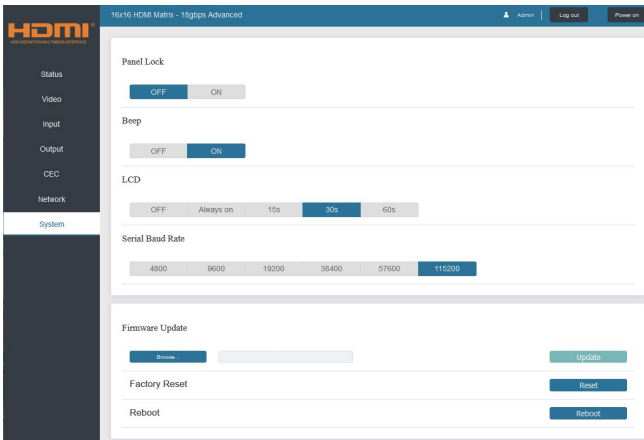 16x16 HDMI Matrix - 18gbps Advanced
Admin
Log out
Power on
HDMI®
HIGH DEFINITION MULTIMEDIA INTERFACE
Status
Video
Input
Output
CEC
Network
System
Panel Lock
OFF ON
Beep
OFF ON
LCD
OFF Always on 15s 30s 60s
Serial Baud Rate
4800 9600 19200 38400 57600 115200
Firmware Update
Browse... Update
Factory Reset Reset
Reboot Reboot